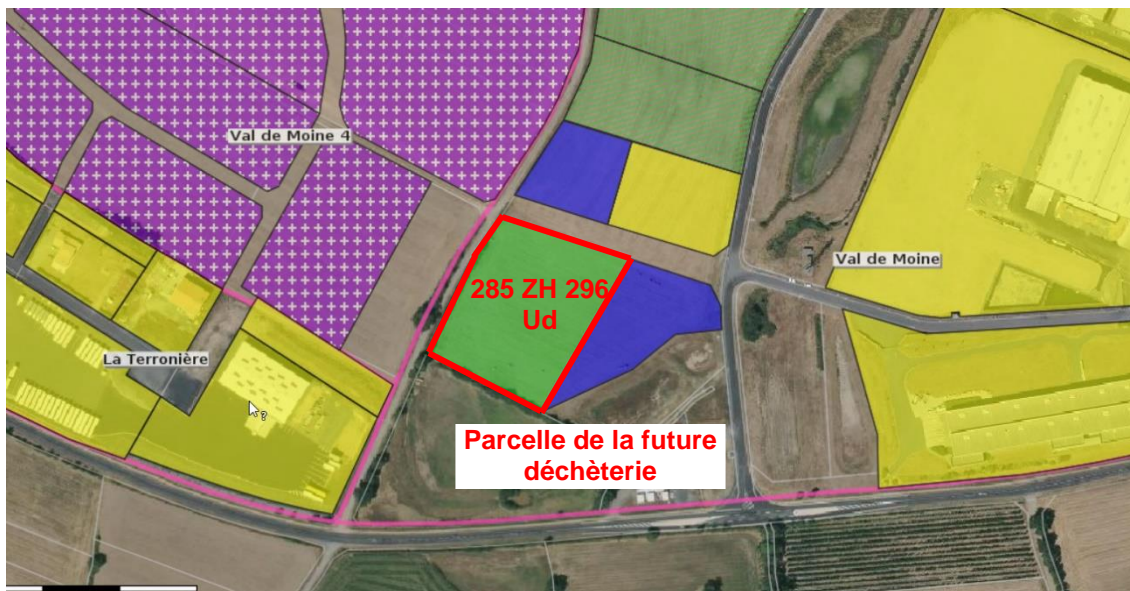 Val de Moine 4
285 ZH 296
Ud
Val de Moine
La Terronière
Parcelle de la future
déchèterie